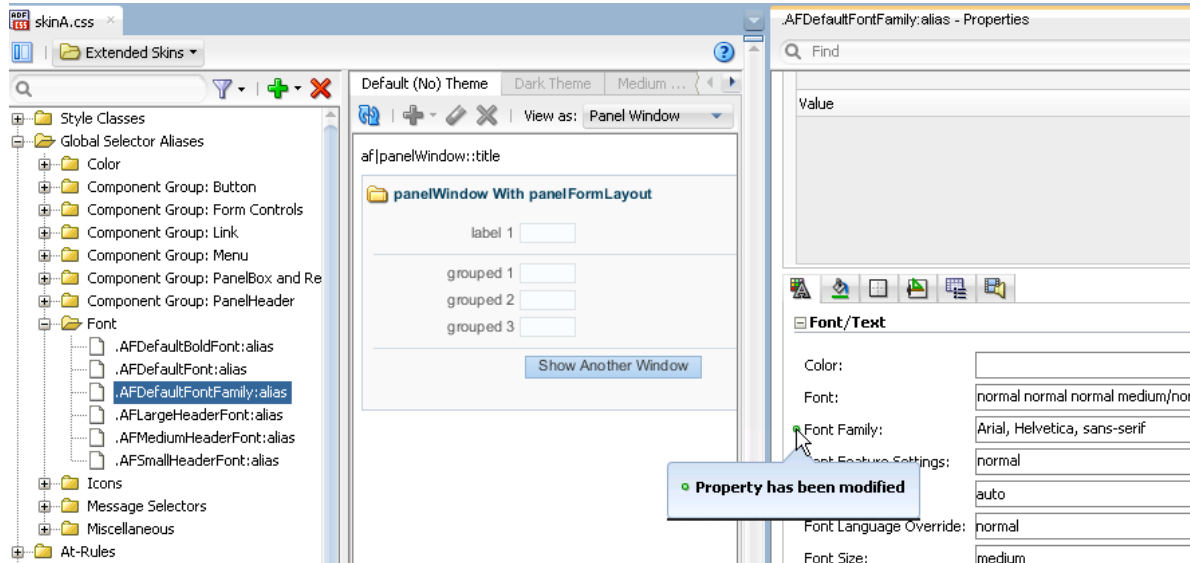 ADF CSS skinA.css ×
Extended Skins
?
Style Classes
Global Selector Aliases
Color
Component Group: Button
Component Group: Form Controls
Component Group: Link
Component Group: Menu
Component Group: PanelBox and Re
Component Group: PanelHeader
Font
.AFDefaultBoldFont:alias
.AFDefaultFont:alias
.AFDefaultFontFamily:alias
.AFLargeHeaderFont:alias
.AFMediumHeaderFont:alias
.AFSmallHeaderFont:alias
Icons
Message Selectors
Miscellaneous
At-Rules
Default (No) Theme Dark Theme Medium ...
View as: Panel Window
af|panelWindow::title
panelWindow With panelFormLayout
label 1
grouped 1
grouped 2
grouped 3
Show Another Window
.AFDefaultFontFamily:alias - Properties
Find
Value
Font/Text
Color:
Font: normal normal normal medium/nor
Font Family: Arial, Helvetica, sans-serif
Font Feature Settings: normal
Property has been modified
auto
Font Language Override: normal
Font Size: medium